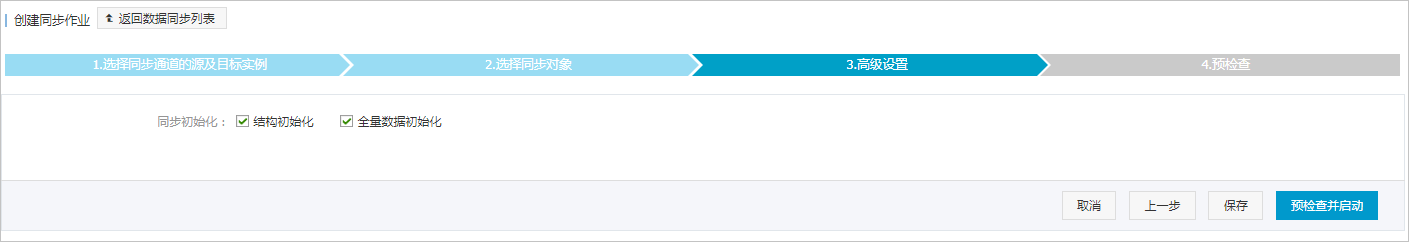 创建同步作业 返回数据同步列表
1.选择同步通道的源及目标实例 2.选择同步对象 3.高级设置 4.预检查
同步初始化： 结构初始化 全量数据初始化
取消 上一步 保存 预检查并启动